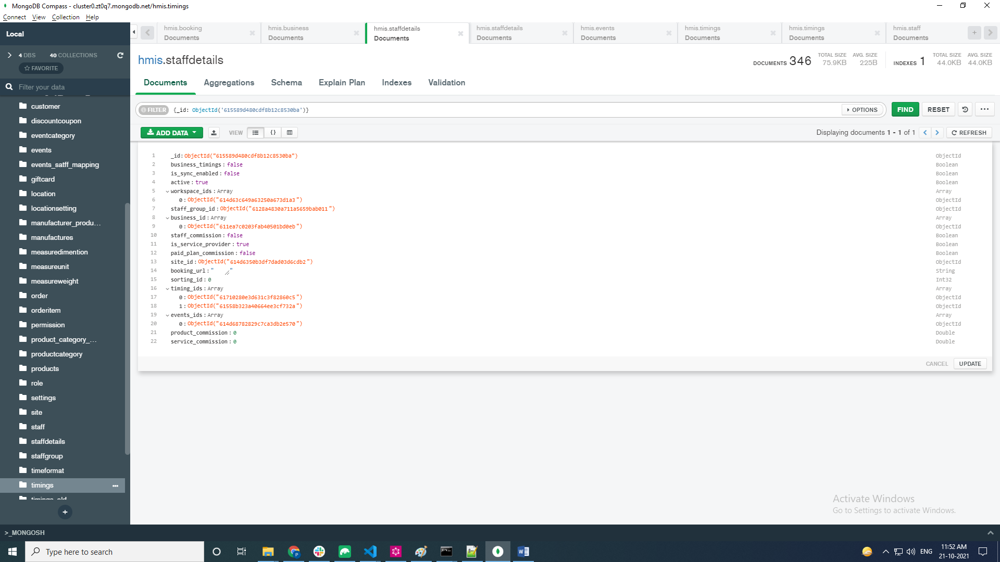 MongoDB Compass - cluster0.zt0q7.mongodb.net/hmis.timings
Connect View Collection Help
Local
4 DBS 40 COLLECTIONS
FAVORITE
Filter your data
customer
discountcoupon
eventcategory
events
events_satff_mapping
giftcard
location
locationsetting
manufacturer_produ...
manufactures
measuredimention
measureunit
measureweight
order
orderitem
permission
product_category_...
productcategory
products
role
settings
site
staff
staffdetails
staffgroup
timeformat
timings
timings_old
hmis.booking
Documents
hmis.business
Documents
hmis.staffdetails
Documents
hmis.staffdetails
Documents
hmis.events
Documents
hmis.timings
Documents
hmis.timings
Documents
hmis.staff
Documents
hmis.staffdetails
DOCUMENTS 346
TOTAL SIZE 75.9KB
AVG. SIZE 225B
INDEXES 1
TOTAL SIZE 44.0KB
AVG. SIZE 44.0KB
Documents Aggregations Schema Explain Plan Indexes Validation
FILTER {_id: ObjectId('615589d480cdf8b12c8530ba')}
OPTIONS FIND RESET
ADD DATA VIEW
Displaying documents 1 - 1 of 1 REFRESH
1 _id:ObjectId("615589d480cdf8b12c8530ba") ObjectId
2 business_timings:false Boolean
3 is_sync_enabled:false Boolean
4 active:true Boolean
5 workspace_ids:Array Array
6 0:ObjectId("614d63c649a63250a673d1a3") ObjectId
7 staff_group_id:ObjectId("6128a4830a711a5659bab011") ObjectId
8 business_id:Array Array
9 0:ObjectId("611ea7c0203fab40501bd0eb") ObjectId
10 staff_commission:false Boolean
11 is_service_provider:true Boolean
12 paid_plan_commission:false Boolean
13 site_id:ObjectId("614d6350b3df7dad03d6cdb2") ObjectId
14 booking_url:" " String
15 sorting_id:0 Int32
16 timing_ids:Array Array
17 0:ObjectId("61710280e3d631c3f82860c5") ObjectId
18 1:ObjectId("61558b323a40664ee3cf732a") ObjectId
19 events_ids:Array Array
20 0:ObjectId("614d68782829c7ca3db2e570") ObjectId
21 product_commission:0 Double
22 service_commission:0 Double
CANCEL UPDATE
Activate Windows
Go to Settings to activate Windows.
>_MONGOSH
Type here to search
ENG
11:52 AM
21-10-2021